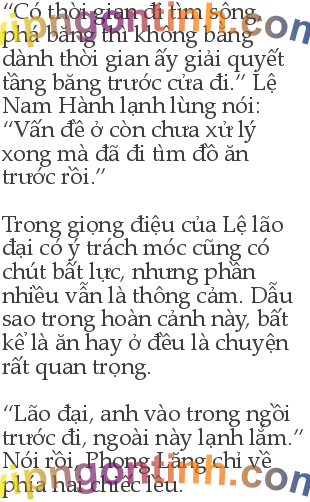 “Có thời gian đi tìm sông
phá băng thì không bằng
dành thời gian ấy giải quyết
tầng băng trước cửa đi.” Lệ
Nam Hành lạnh lùng nói:
“Vấn đề ở còn chưa xử lý
xong mà đã đi tìm đồ ăn
trước rồi.”
Trong giọng điệu của Lệ lão
đại có ý trách móc cũng có
chút bất lực, nhưng phần
nhiều vẫn là thông cảm. Dẫu
sao trong hoàn cảnh này, bất
kể là ăn hay ở đều là chuyện
rất quan trọng.
“Lão đại, anh vào trong ngồi
trước đi, ngoài này lạnh lắm.”
Nói rồi, Phong Lăng chỉ về
phía hai chiếc lều.
vipngontinh.com
vipngontinh.com